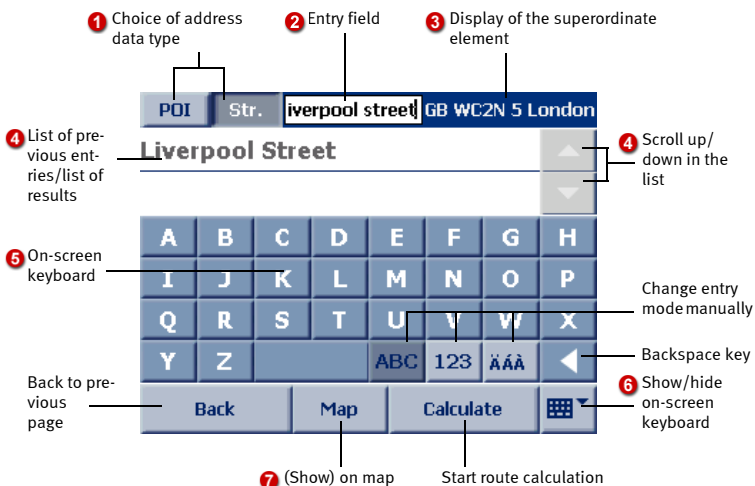 1 Choice of address
data type
2 Entry field
3 Display of the superordinate
element
POI Str. iverpool street GB WC2N 5 London
4 List of pre-
vious ent-
ries/list of
results
Liverpool Street
4 Scroll up/
down in the
list
A B C D E F G H
5 On-screen
keyboard
I J K L M N O P
Change entry
mode manually
Q R S T U V W X
Y Z ABC 123 ÄÁÀ
Backspace key
Back to pre-
vious
page
Back Map Calculate
6 Show/hide
on-screen
keyboard
7 (Show) on map
Start route calculation